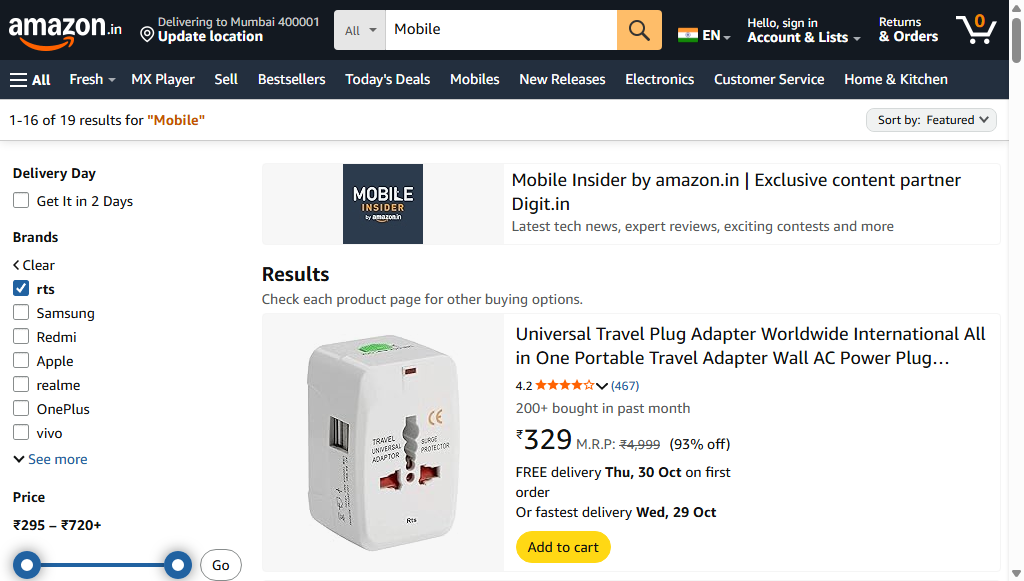 amazon.in
Delivering to Mumbai 400001
Update location
All
Mobile
EN
Hello, sign in
Account & Lists
Returns
& Orders
0
All
Fresh
MX Player
Sell
Bestsellers
Today's Deals
Mobiles
New Releases
Electronics
Customer Service
Home & Kitchen
1-16 of 19 results for "Mobile"
Sort by: Featured
Delivery Day
Get It in 2 Days
Brands
Clear
rts
Samsung
Redmi
Apple
realme
OnePlus
vivo
See more
Price
₹295 – ₹720+
Go
MOBILE
INSIDER
by amazon.in
Mobile Insider by amazon.in | Exclusive content partner
Digit.in
Latest tech news, expert reviews, exciting contests and more
Results
Check each product page for other buying options.
TRAVEL
UNIVERSAL
ADAPTOR
CE
SURGE
PROTECTOR
Rts
Universal Travel Plug Adapter Worldwide International All
in One Portable Travel Adapter Wall AC Power Plug…
4.2 (467)
200+ bought in past month
₹329 M.R.P: ₹4,999 (93% off)
FREE delivery Thu, 30 Oct on first
order
Or fastest delivery Wed, 29 Oct
Add to cart